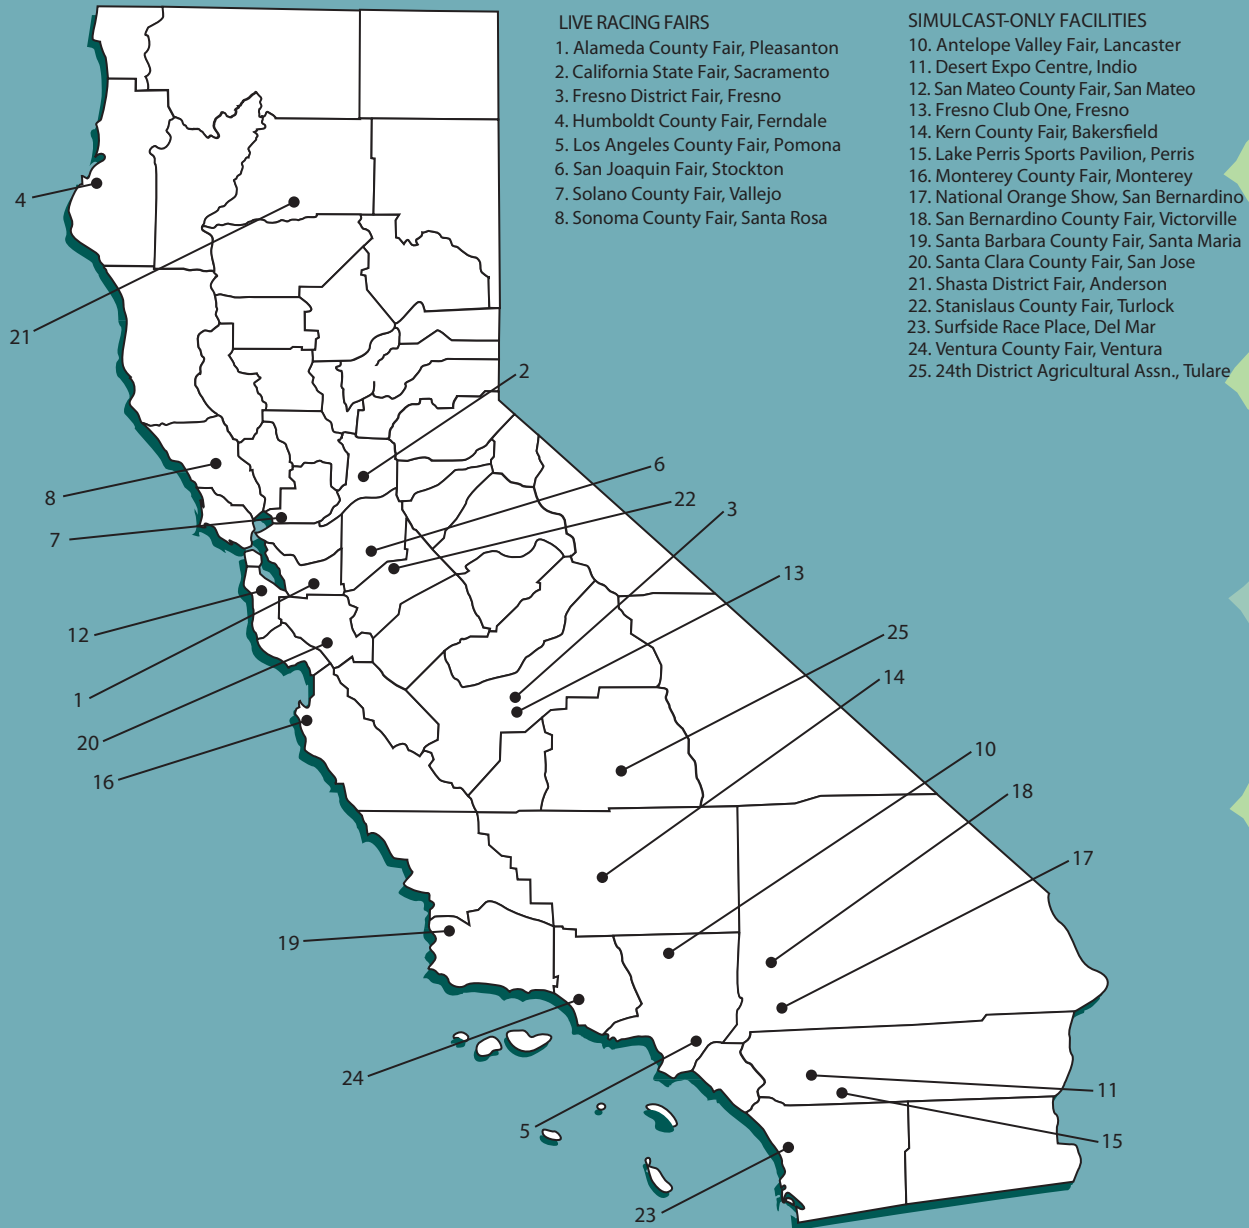 LIVE RACING FAIRS
1. Alameda County Fair, Pleasanton
2. California State Fair, Sacramento
3. Fresno District Fair, Fresno
4. Humboldt County Fair, Ferndale
5. Los Angeles County Fair, Pomona
6. San Joaquin Fair, Stockton
7. Solano County Fair, Vallejo
8. Sonoma County Fair, Santa Rosa
SIMULCAST-ONLY FACILITIES
10. Antelope Valley Fair, Lancaster
11. Desert Expo Centre, Indio
12. San Mateo County Fair, San Mateo
13. Fresno Club One, Fresno
14. Kern County Fair, Bakersfield
15. Lake Perris Sports Pavilion, Perris
16. Monterey County Fair, Monterey
17. National Orange Show, San Bernardino
18. San Bernardino County Fair, Victorville
19. Santa Barbara County Fair, Santa Maria
20. Santa Clara County Fair, San Jose
21. Shasta District Fair, Anderson
22. Stanislaus County Fair, Turlock
23. Surfside Race Place, Del Mar
24. Ventura County Fair, Ventura
25. 24th District Agricultural Assn., Tulare
4
21
2
6
8
22
3
7
13
12
25
14
1
20
10
16
18
17
19
24
11
5
15
23